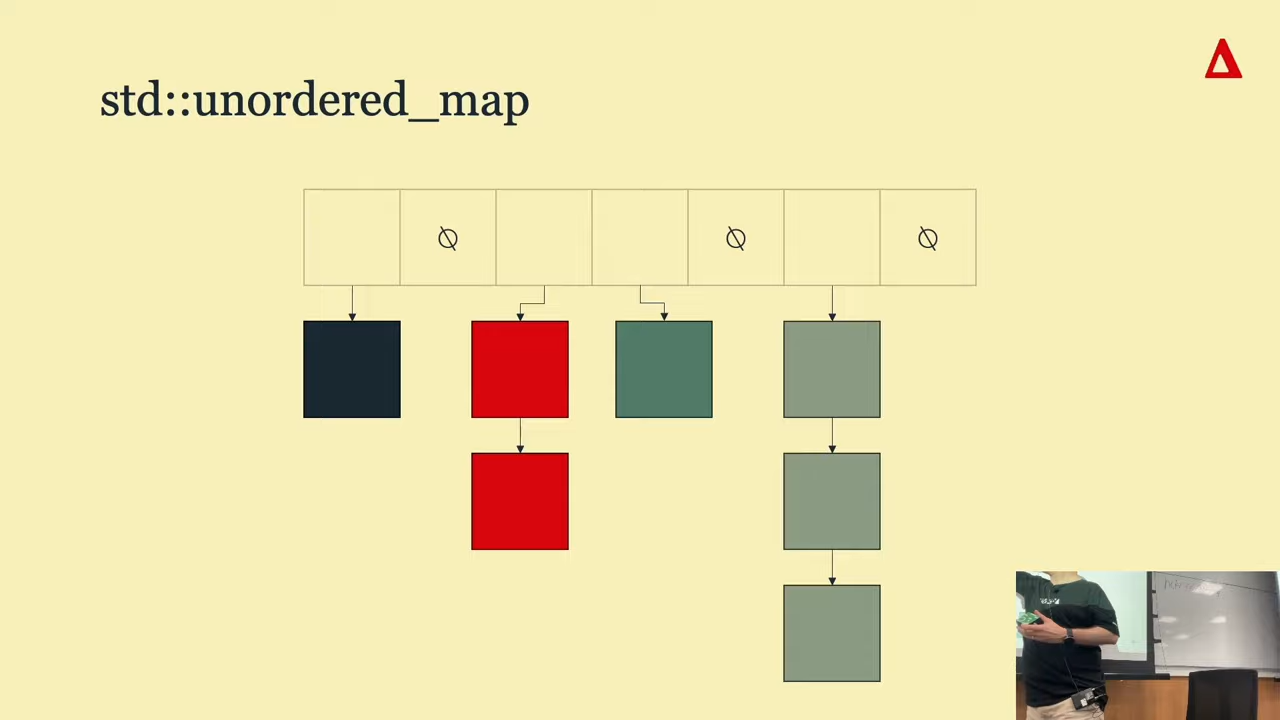 std::unordered_map
∅ ∅ ∅